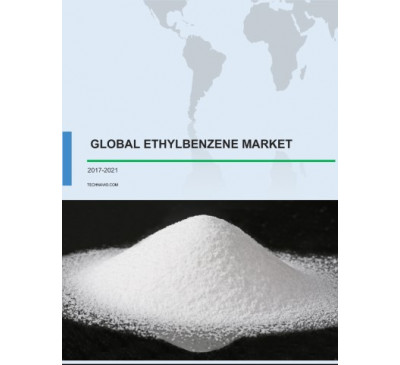 GLOBAL ETHYLBENZENE MARKET
2017-2021
TECHNAVIO.COM